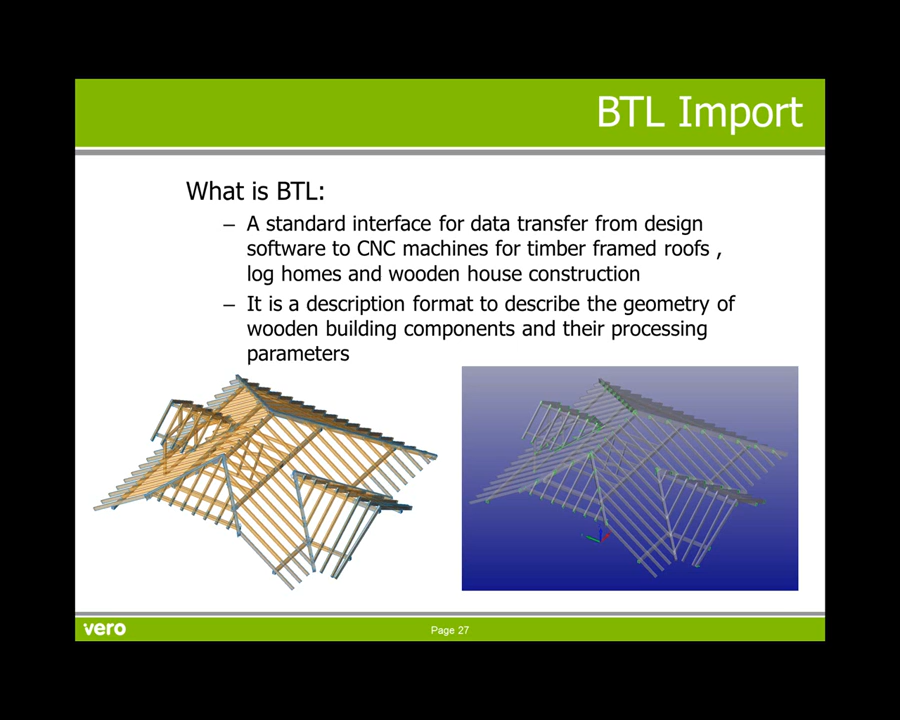 BTL Import
What is BTL:
– A standard interface for data transfer from design
software to CNC machines for timber framed roofs ,
log homes and wooden house construction
– It is a description format to describe the geometry of
wooden building components and their processing
parameters
vero
Page 27